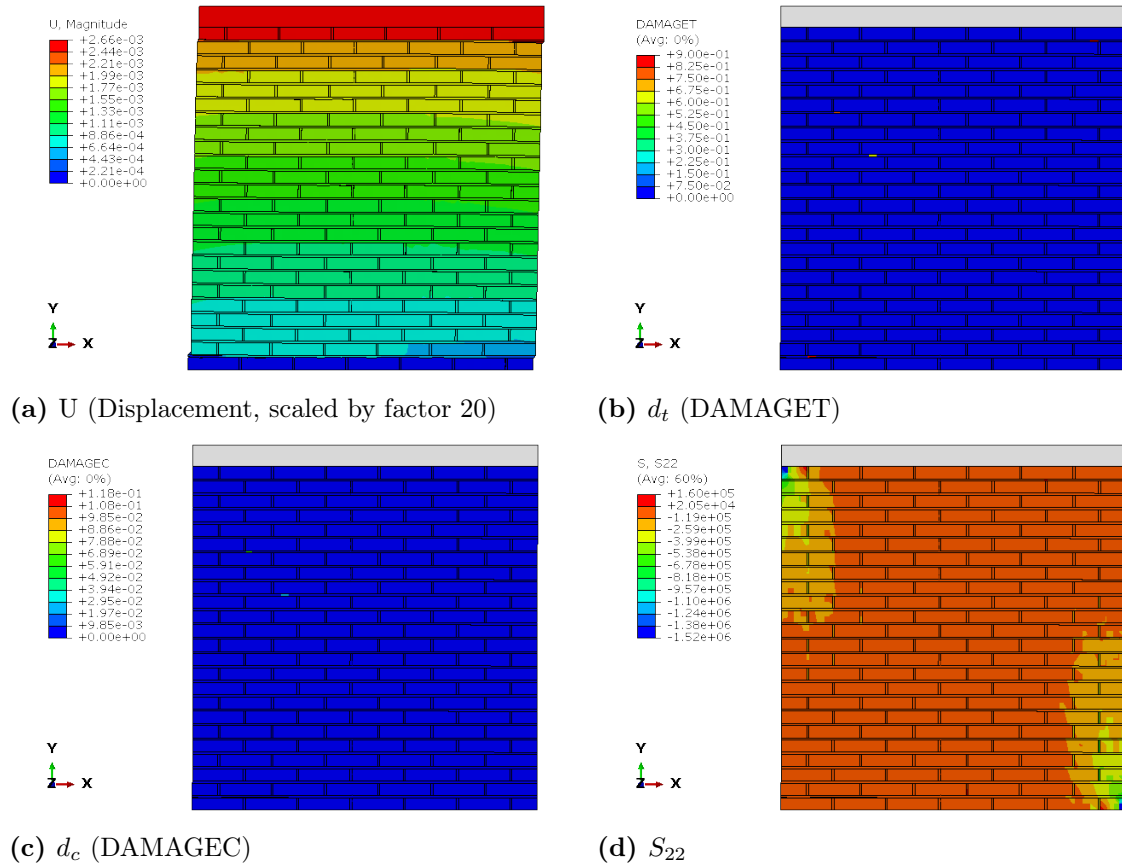 U, Magnitude
+2.66e-03
+2.44e-03
+2.21e-03
+1.99e-03
+1.77e-03
+1.55e-03
+1.33e-03
+1.11e-03
+8.86e-04
+6.64e-04
+4.43e-04
+2.21e-04
+0.00e+00
Y
Z X
(a) U (Displacement, scaled by factor 20)
DAMAGET
(Avg: 0%)
+9.00e-01
+8.25e-01
+7.50e-01
+6.75e-01
+6.00e-01
+5.25e-01
+4.50e-01
+3.75e-01
+3.00e-01
+2.25e-01
+1.50e-01
+7.50e-02
+0.00e+00
Y
Z X
(b) d_t (DAMAGET)
DAMAGEC
(Avg: 0%)
+1.18e-01
+1.08e-01
+9.85e-02
+8.86e-02
+7.88e-02
+6.89e-02
+5.91e-02
+4.92e-02
+3.94e-02
+2.95e-02
+1.97e-02
+9.85e-03
+0.00e+00
Y
Z X
(c) d_c (DAMAGEC)
S, S22
(Avg: 60%)
+1.60e+05
+2.05e+04
-1.19e+05
-2.59e+05
-3.99e+05
-5.38e+05
-6.78e+05
-8.18e+05
-9.57e+05
-1.10e+06
-1.24e+06
-1.38e+06
-1.52e+06
Y
Z X
(d) S_22